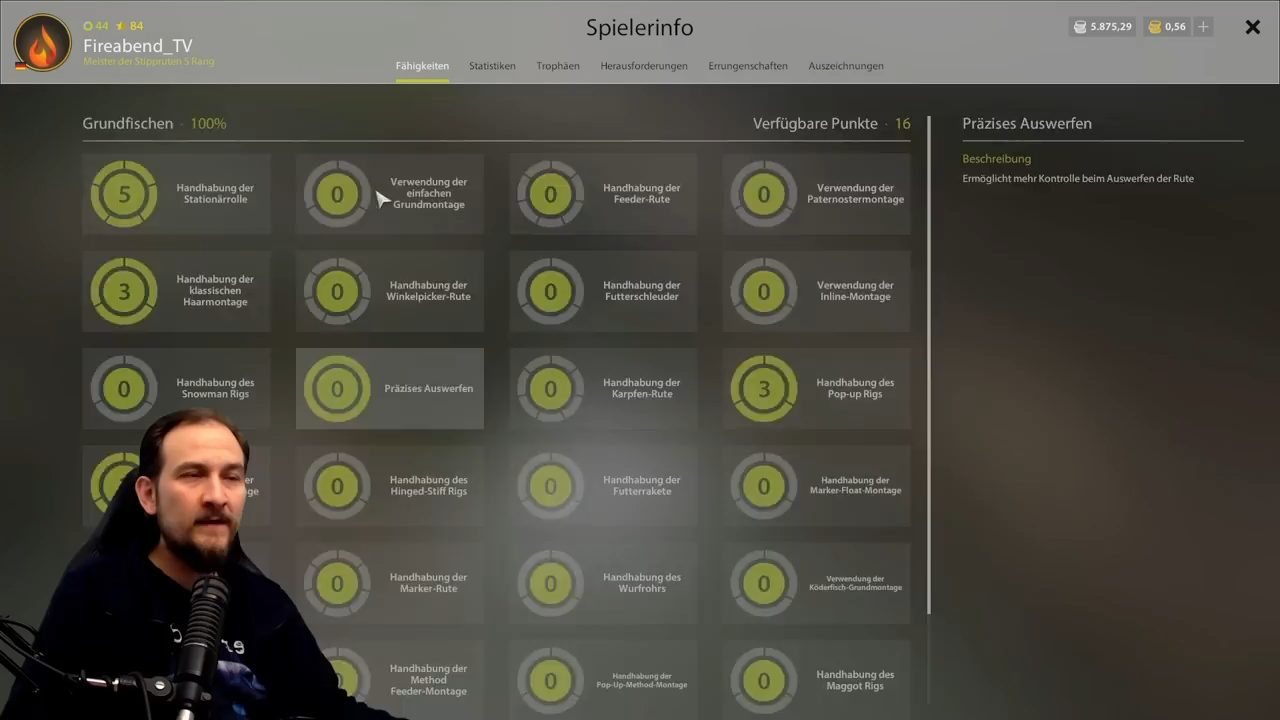 44 84
Fireabend_TV
Meister der Stippruten 5 Rang
Spielerinfo
5.875,29 0,56 +
Fähigkeiten Statistiken Trophäen Herausforderungen Errungenschaften Auszeichnungen
Grundfischen · 100%
Verfügbare Punkte · 16
5 Handhabung der
Stationärrolle
0 Verwendung der
einfachen
Grundmontage
0 Handhabung der
Feeder-Rute
0 Verwendung der
Paternostermontage
3 Handhabung der
klassischen
Haarmontage
0 Handhabung der
Winkelpicker-Rute
0 Handhabung der
Futterschleuder
0 Verwendung der
Inline-Montage
0 Handhabung des
Snowman Rigs
0 Präzises Auswerfen
0 Handhabung der
Karpfen-Rute
3 Handhabung des
Pop-up Rigs
0 Handhabung des
Hinged-Stiff Rigs
0 Handhabung der
Futterrakete
0 Handhabung der
Marker-Float-Montage
0 Handhabung der
Marker-Rute
0 Handhabung des
Wurfrohrs
0 Verwendung der
Köderfisch-Grundmontage
Handhabung der
Method
Feeder-Montage
0 Handhabung der
Pop-Up-Method-Montage
0 Handhabung des
Maggot Rigs
Präzises Auswerfen
Beschreibung
Ermöglicht mehr Kontrolle beim Auswerfen der Rute